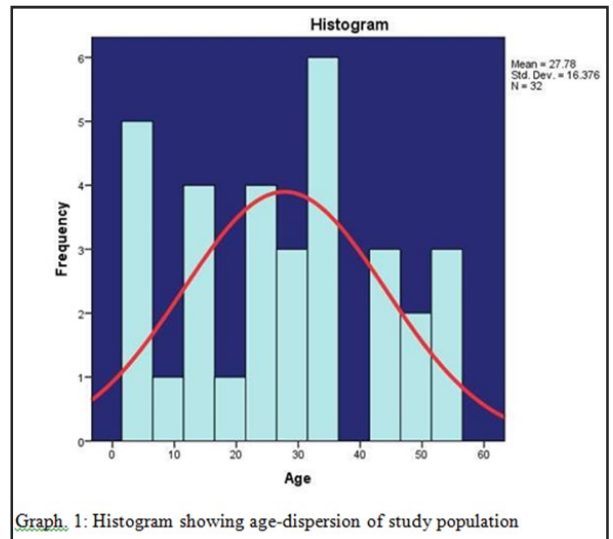 Histogram
Mean = 27.78
Std. Dev. = 16.376
N = 32
Frequency
6
5
4
3
2
1
0
0 10 20 30 40 50 60
Age
Graph. 1: Histogram showing age-dispersion of study population